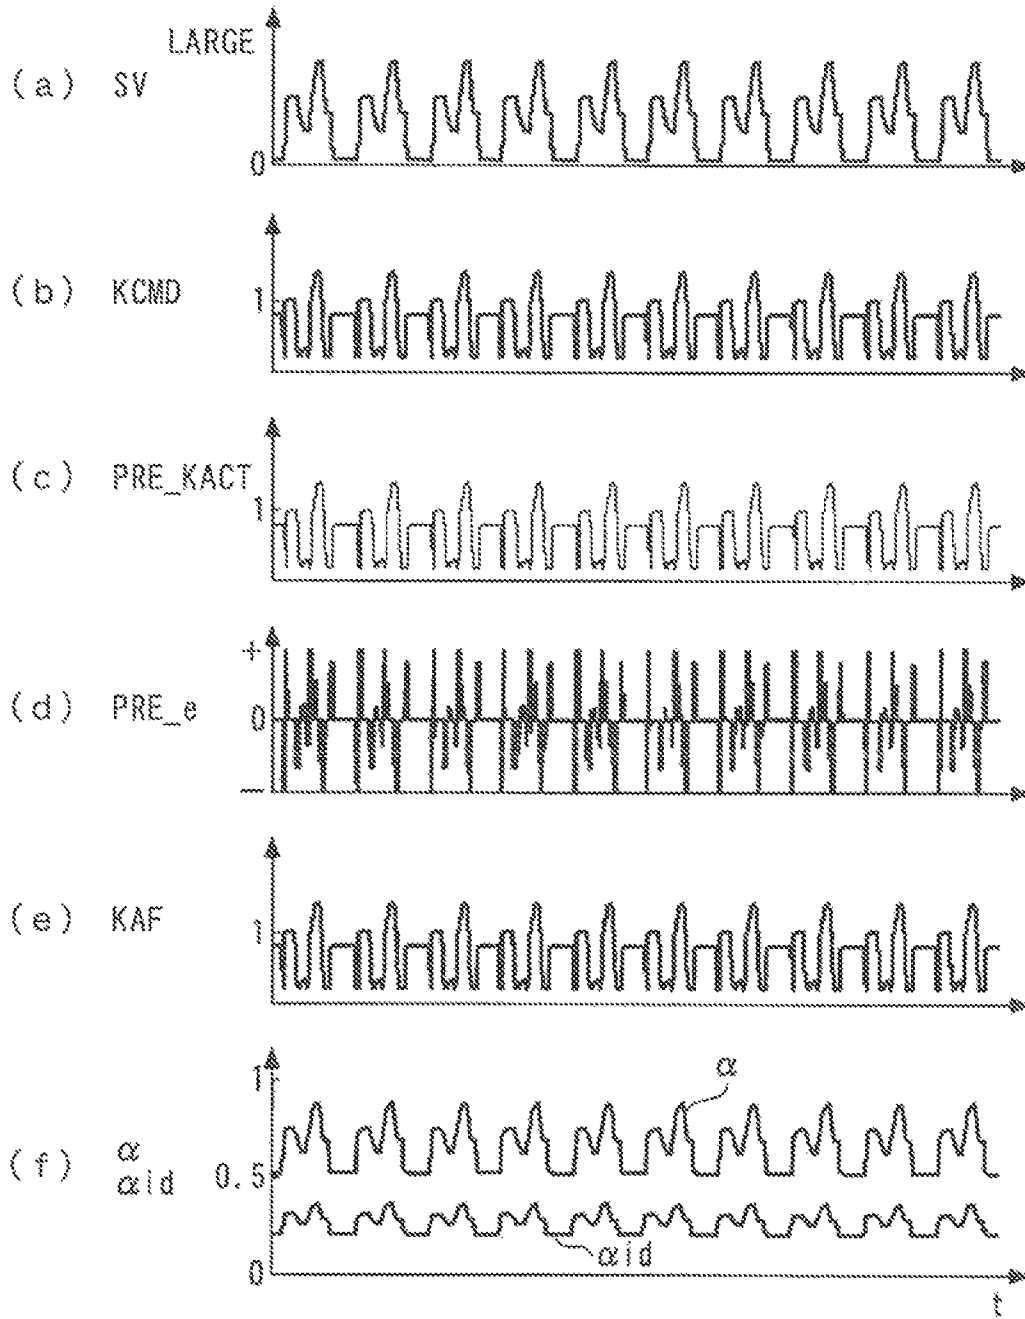 LARGE
(a) SV
0
(b) KCMD
1
(c) PRE_KACT
1
+
(d) PRE_e
0
−
(e) KAF
1
1
α
(f) α
αid
0.5
αid
0
t